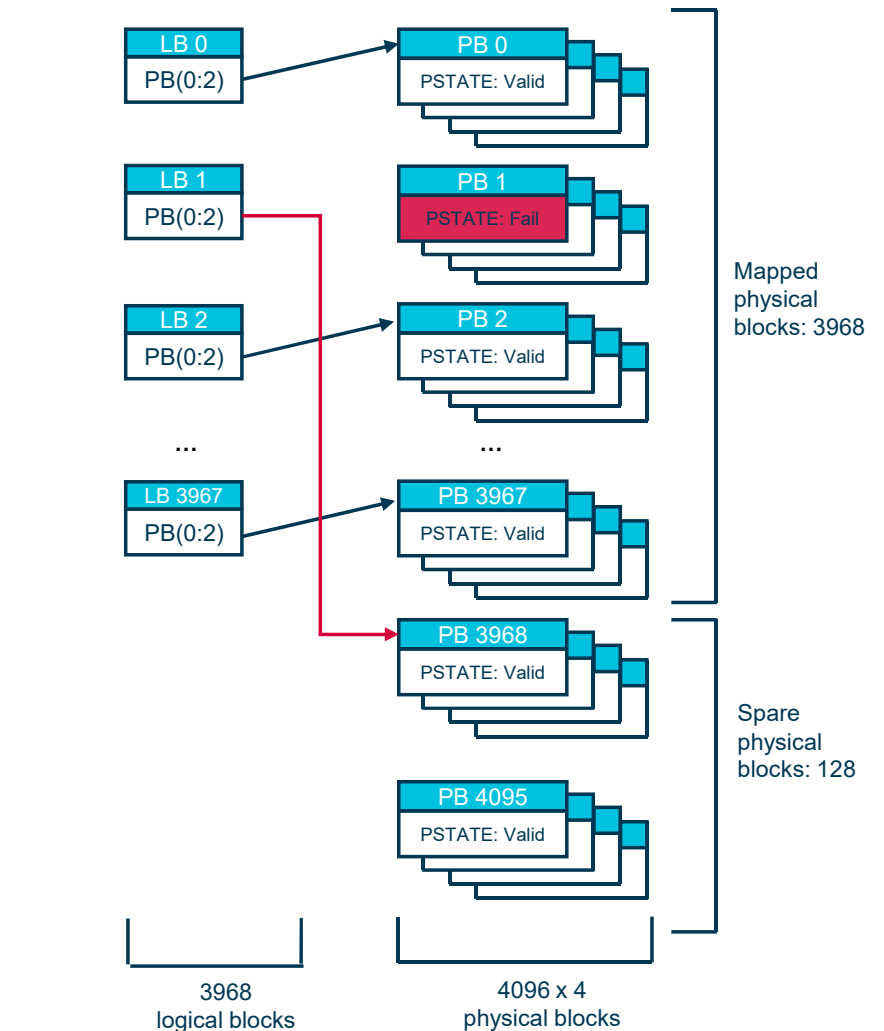 LB 0
PB(0:2)
PB 0
PSTATE: Valid
LB 1
PB(0:2)
PB 1
PSTATE: Fail
LB 2
PB(0:2)
PB 2
PSTATE: Valid
Mapped
physical
blocks: 3968
...
...
LB 3967
PB(0:2)
PB 3967
PSTATE: Valid
PB 3968
PSTATE: Valid
Spare
physical
blocks: 128
PB 4095
PSTATE: Valid
3968
logical blocks
4096 x 4
physical blocks